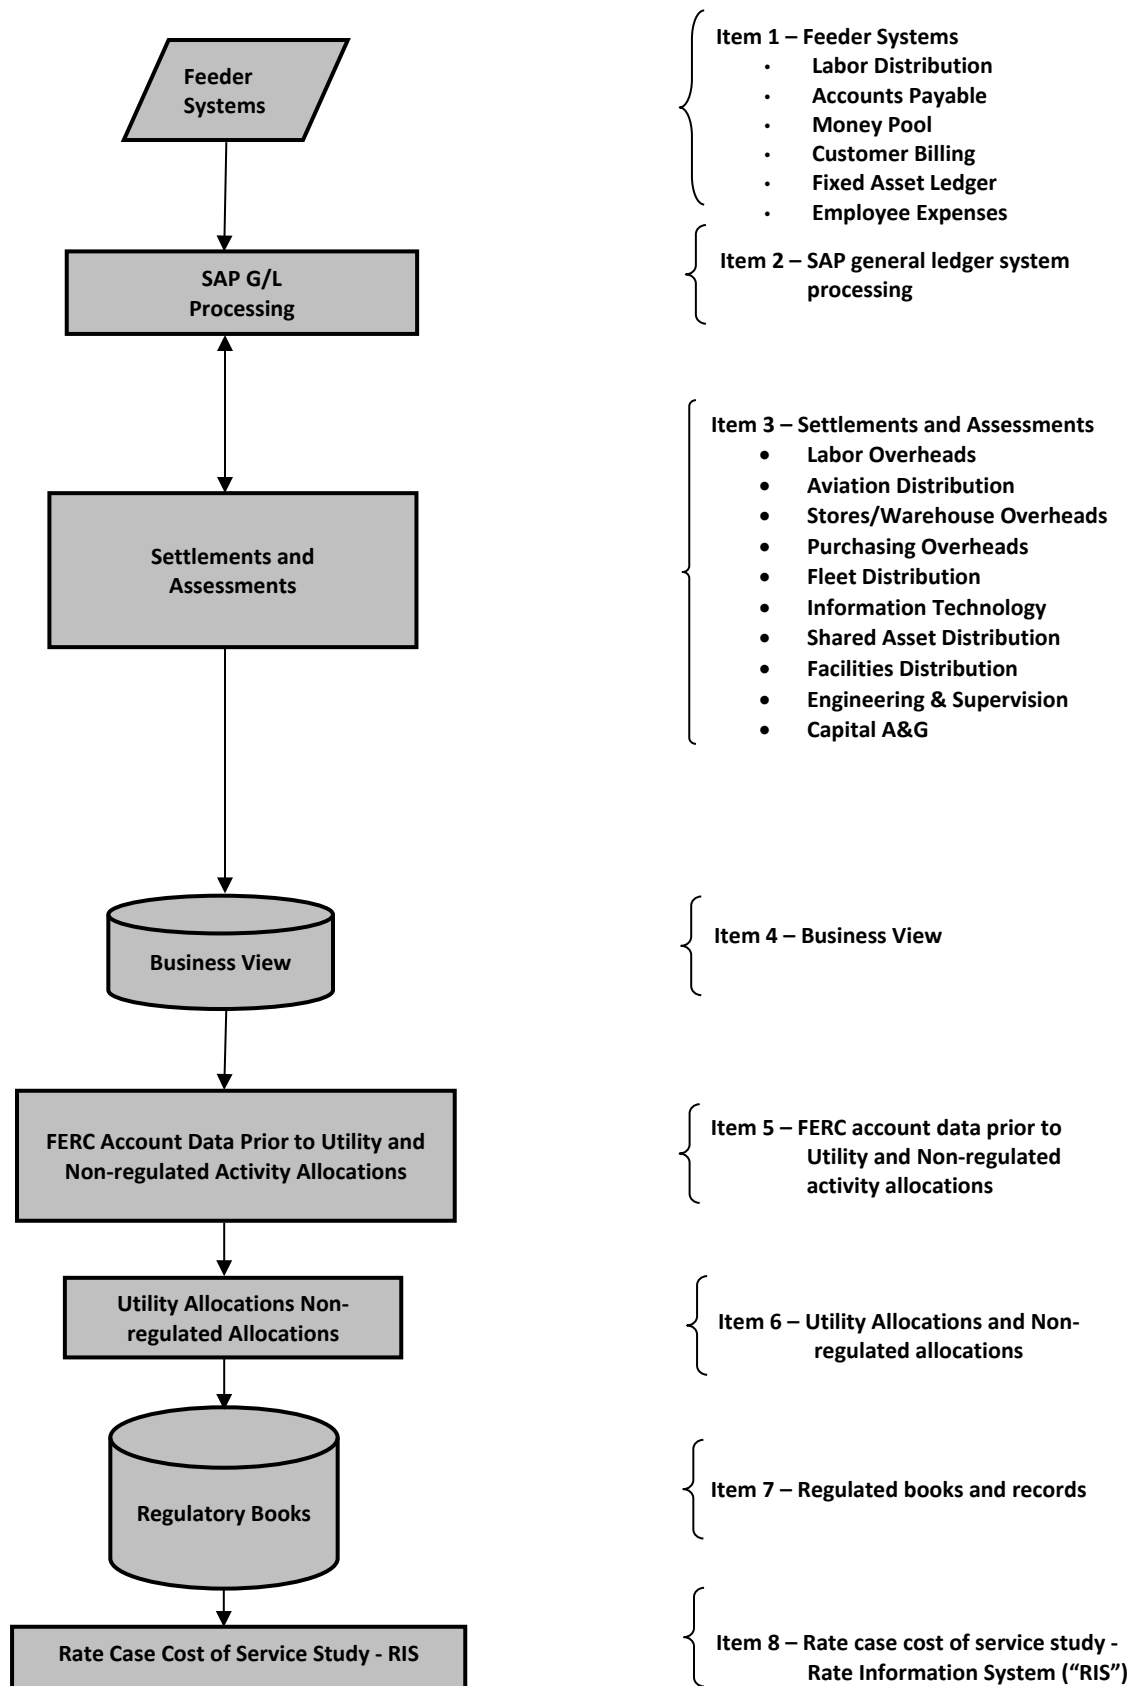 Feeder
Systems
Item 1 – Feeder Systems
· Labor Distribution
· Accounts Payable
· Money Pool
· Customer Billing
· Fixed Asset Ledger
· Employee Expenses
SAP G/L
Processing
Item 2 – SAP general ledger system
processing
Settlements and
Assessments
Item 3 – Settlements and Assessments
• Labor Overheads
• Aviation Distribution
• Stores/Warehouse Overheads
• Purchasing Overheads
• Fleet Distribution
• Information Technology
• Shared Asset Distribution
• Facilities Distribution
• Engineering & Supervision
• Capital A&G
Business View
Item 4 – Business View
FERC Account Data Prior to Utility and
Non-regulated Activity Allocations
Item 5 – FERC account data prior to
Utility and Non-regulated
activity allocations
Utility Allocations Non-
regulated Allocations
Item 6 – Utility Allocations and Non-
regulated allocations
Regulatory Books
Item 7 – Regulated books and records
Rate Case Cost of Service Study - RIS
Item 8 – Rate case cost of service study -
Rate Information System (“RIS”)